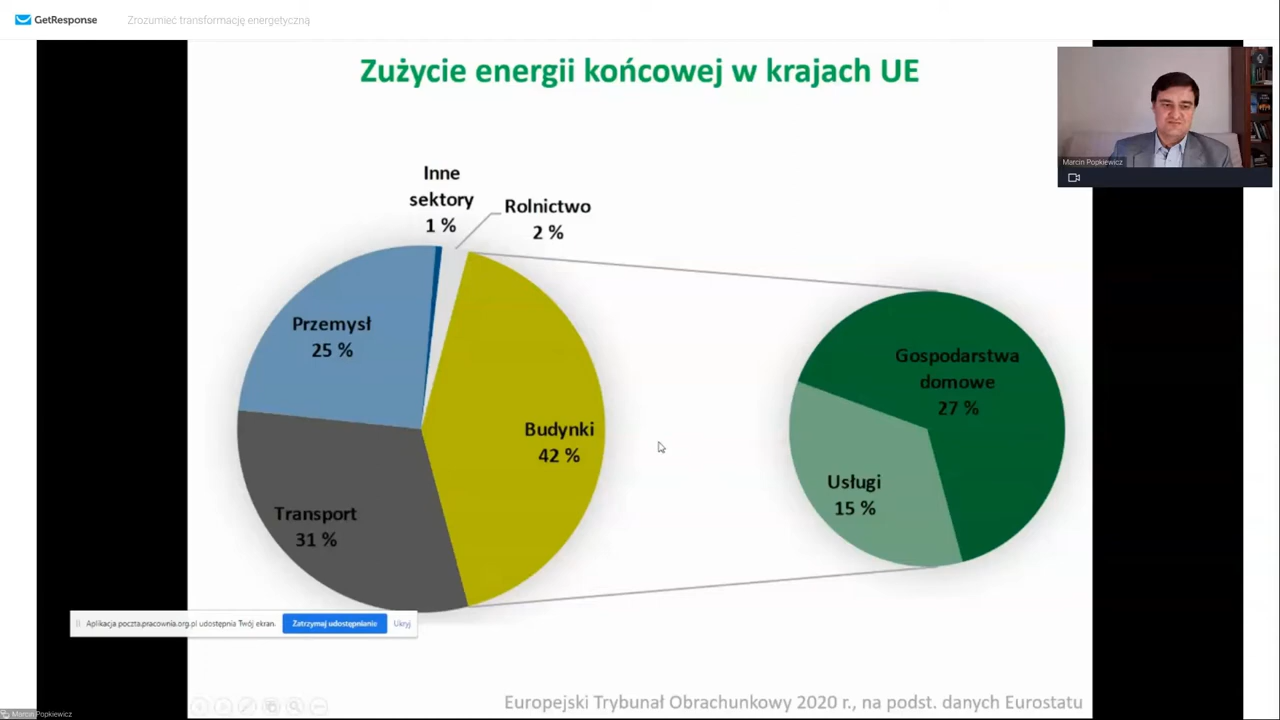 GetResponse
Zrozumieć transformację energetyczną
Zużycie energii końcowej w krajach UE
Marcin Popkiewicz
Inne
sektory
1 %
Rolnictwo
2 %
Przemysł
25 %
Budynki
42 %
Transport
31 %
Gospodarstwa
domowe
27 %
Usługi
15 %
Aplikacja poczta.pracownia.org.pl udostępnia Twój ekran.
Zatrzymaj udostępnianie
Ukryj
Europejski Trybunał Obrachunkowy 2020 r., na podst. danych Eurostatu
Marcin Popkiewicz